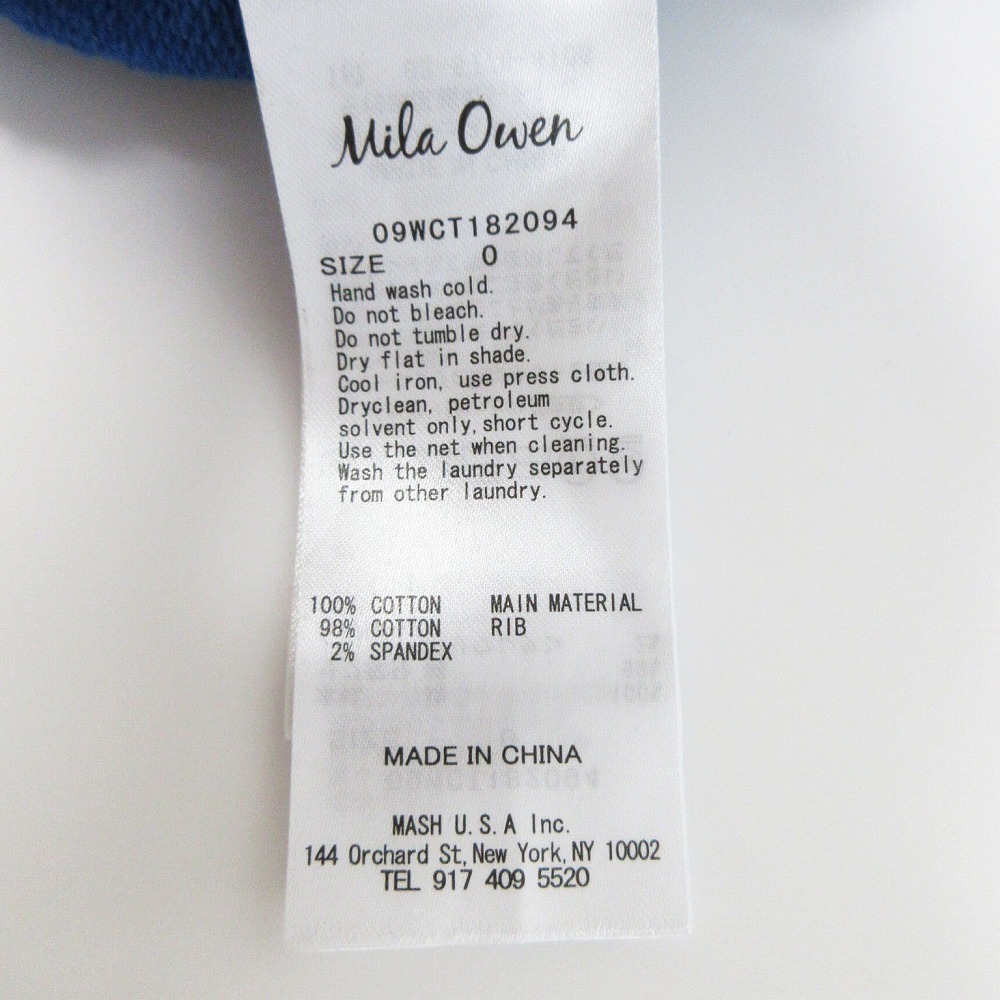 Mila Owen
09WCT182094
SIZE 0
Hand wash cold.
Do not bleach.
Do not tumble dry.
Dry flat in shade.
Cool iron, use press cloth.
Dryclean, petroleum
solvent only, short cycle.
Use the net when cleaning.
Wash the laundry separately
from other laundry.
100% COTTON MAIN MATERIAL
98% COTTON RIB
2% SPANDEX
MADE IN CHINA
MASH U.S.A Inc.
144 Orchard St, New York, NY 10002
TEL 917 409 5520